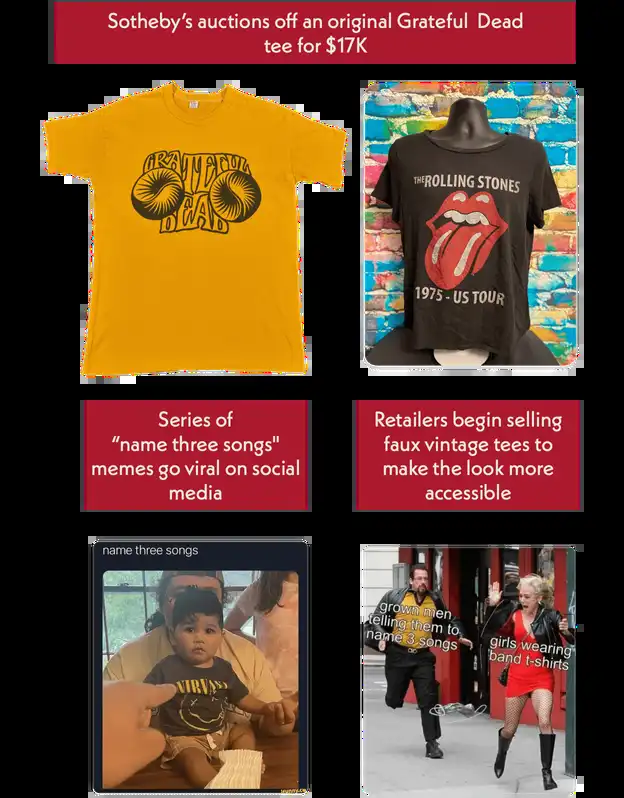 Sotheby's auctions off an original Grateful Dead
tee for $17K
GRATEFUL
DEAD
THE ROLLING STONES
1975 - US TOUR
Series of
“name three songs"
memes go viral on social
media
Retailers begin selling
faux vintage tees to
make the look more
accessible
name three songs
NIRVANA
grown men
telling them to
name 3 songs
girls wearing
band t-shirts